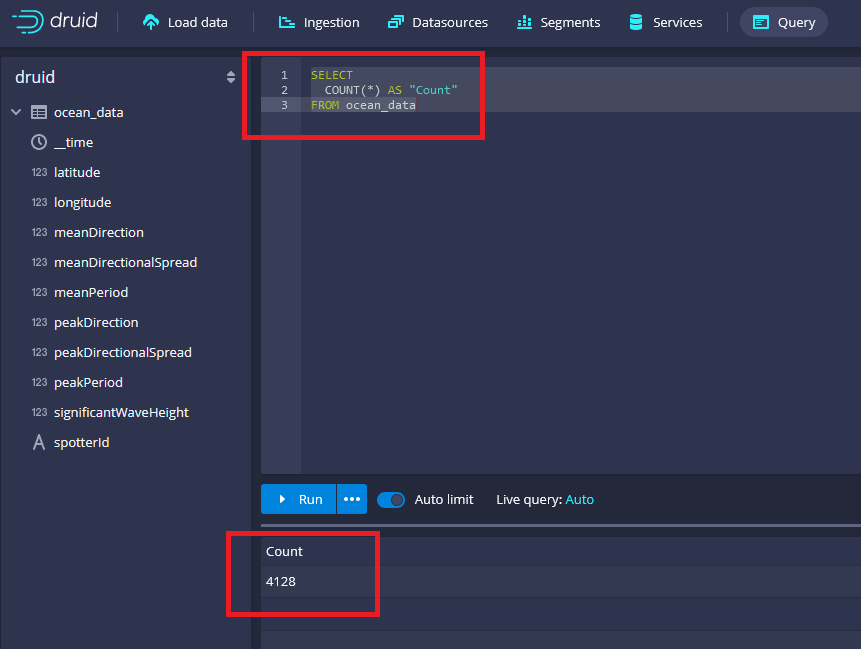 druid Load data Ingestion Datasources Segments Services Query
druid
ocean_data
__time
123 latitude
123 longitude
123 meanDirection
123 meanDirectionalSpread
123 meanPeriod
123 peakDirection
123 peakDirectionalSpread
123 peakPeriod
123 significantWaveHeight
A spotterId
1 SELECT
2 COUNT(*) AS "Count"
3 FROM ocean_data
Run ••• Auto limit Live query: Auto
Count
4128